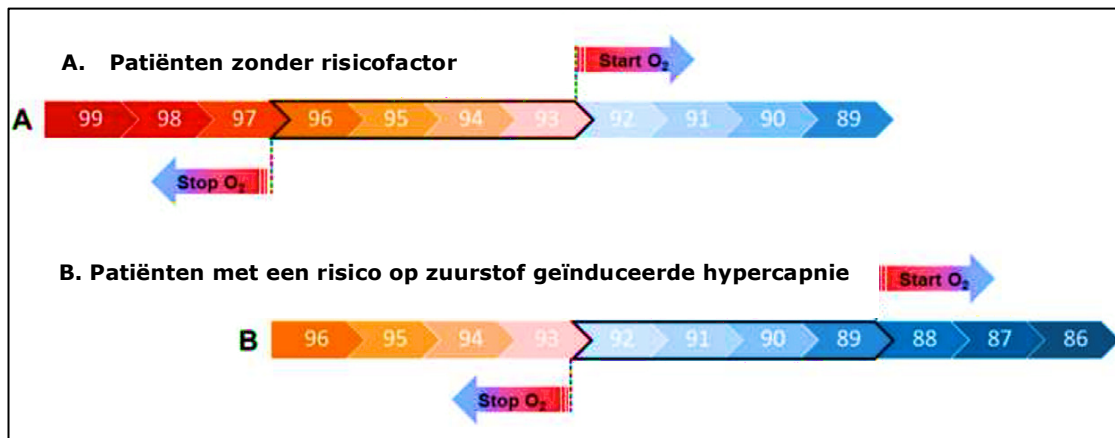 A. Patiënten zonder risicofactor
Start O₂
A 99 98 97 96 95 94 93 92 91 90 89
Stop O₂
B. Patiënten met een risico op zuurstof geïnduceerde hypercapnie
Start O₂
B 96 95 94 93 92 91 90 89 88 87 86
Stop O₂